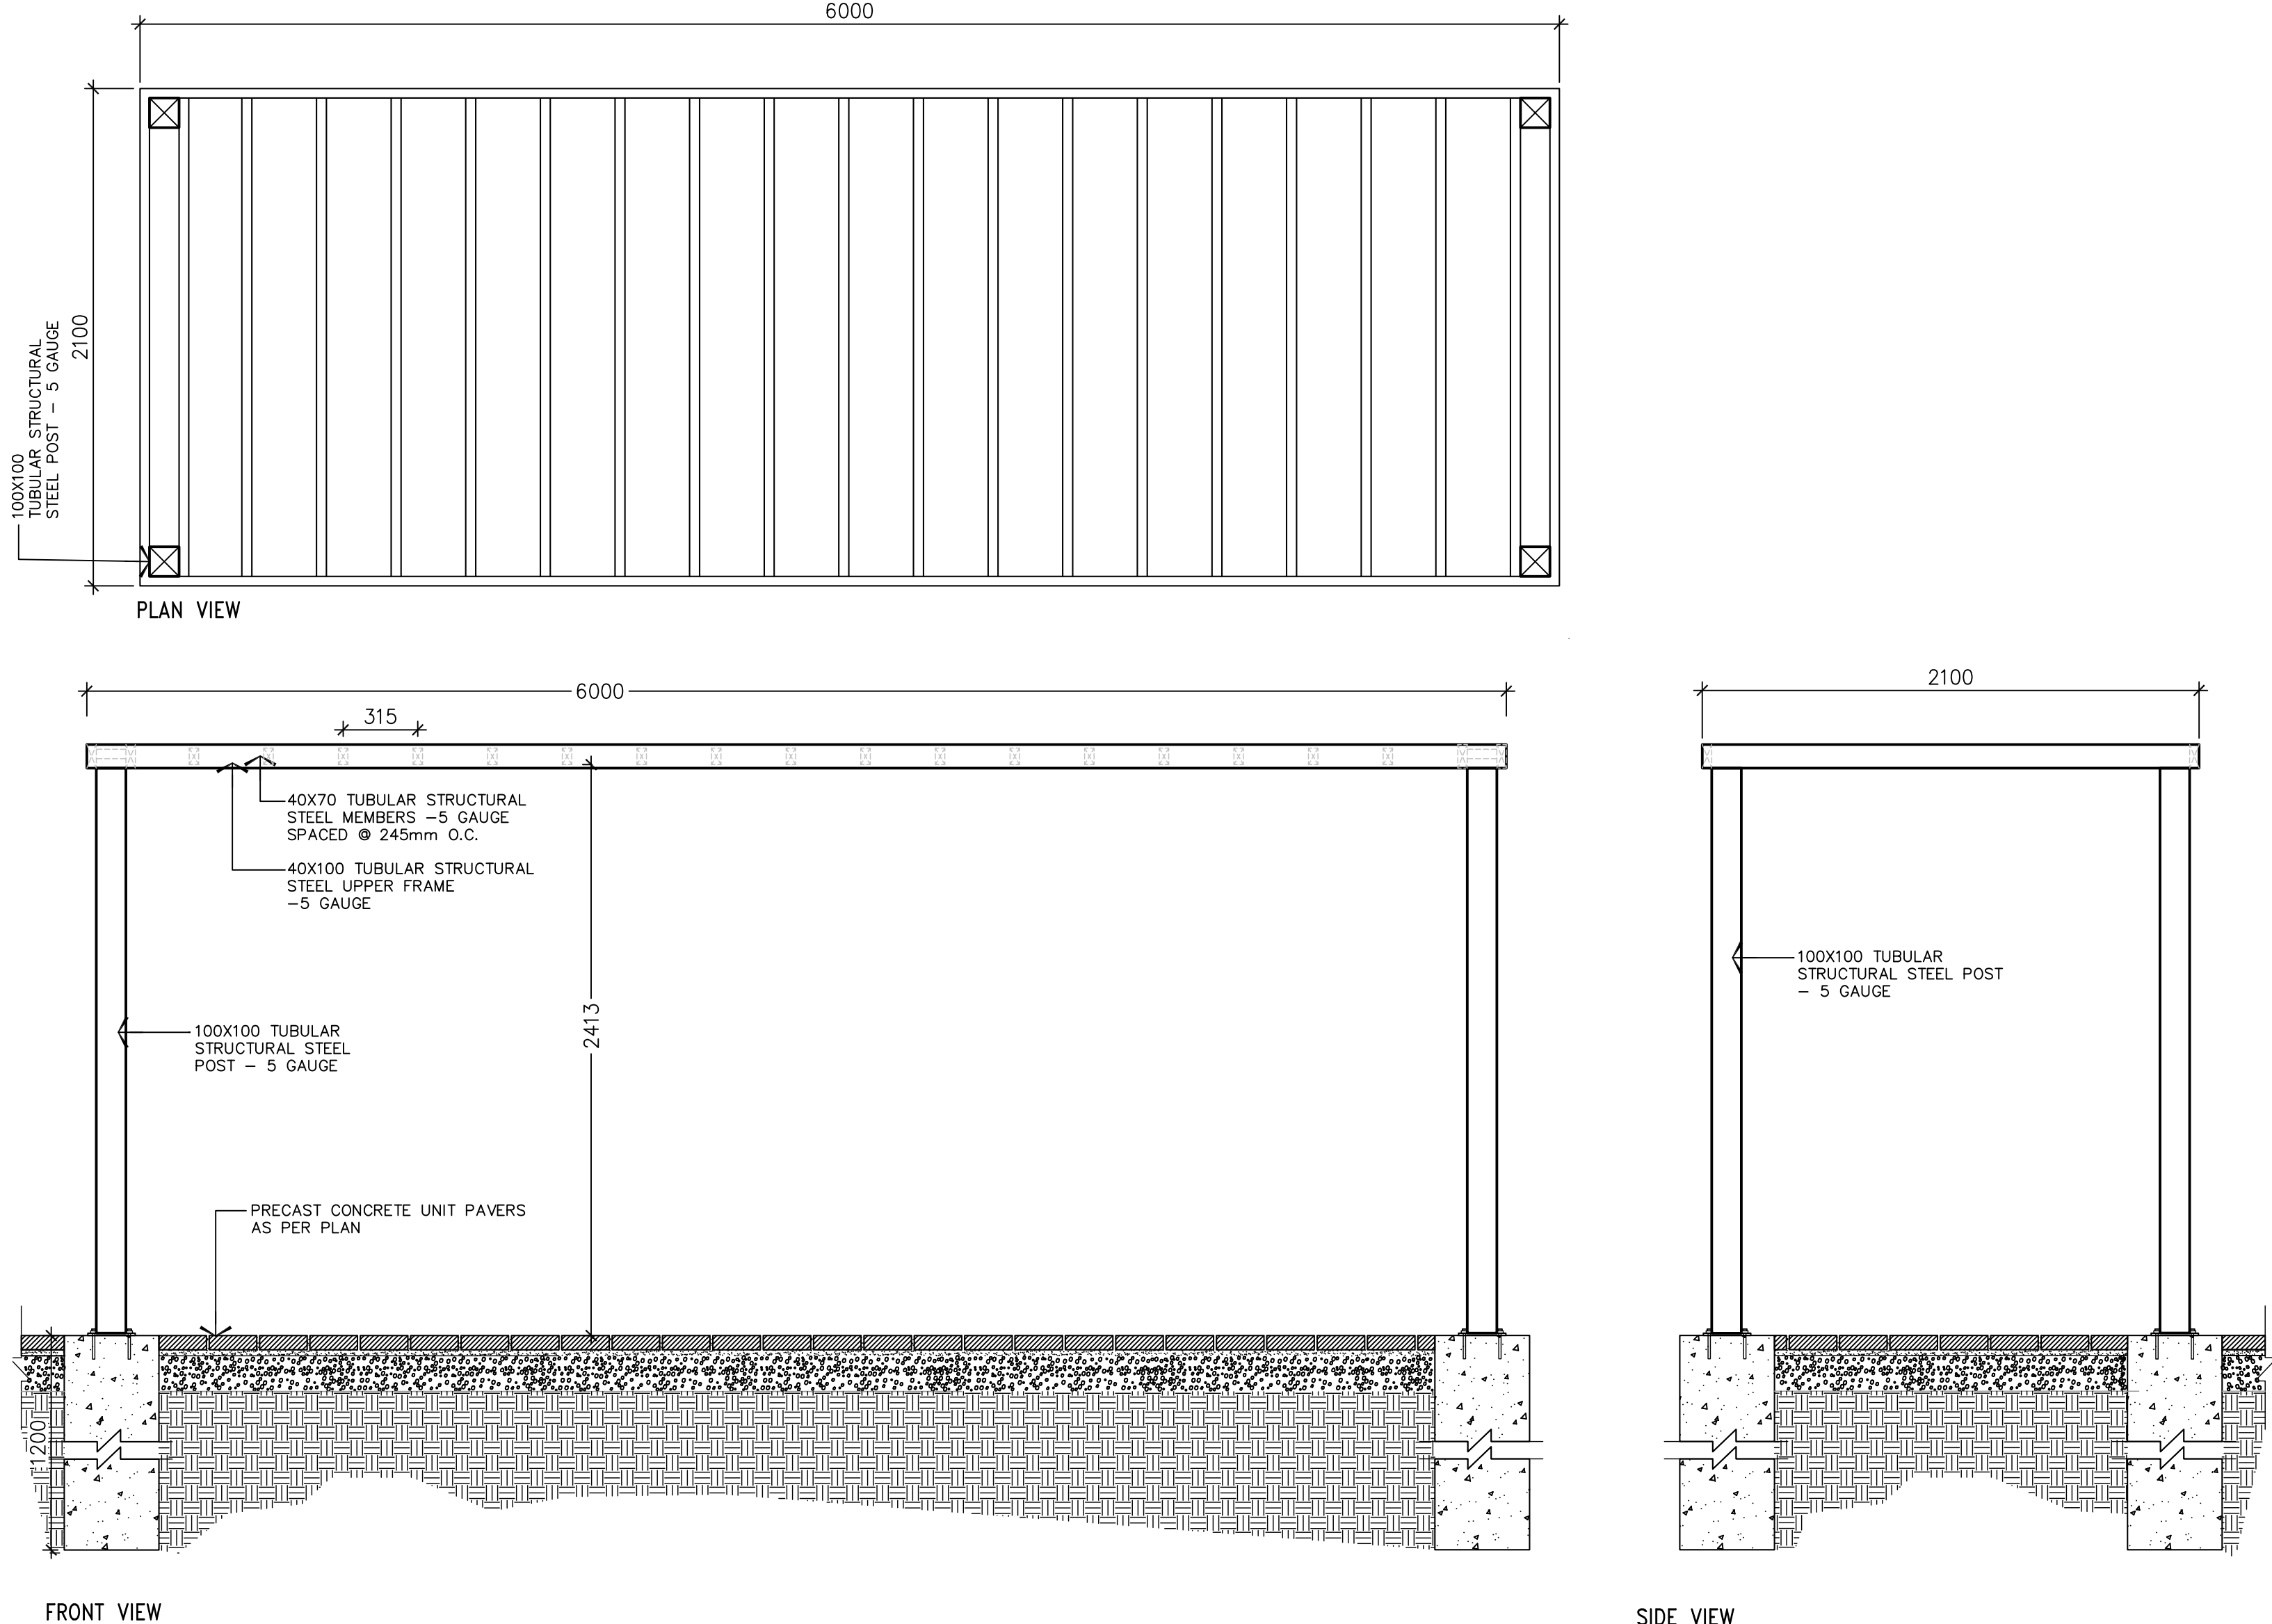 6000
2100
100X100
TUBULAR STRUCTURAL
STEEL POST – 5 GAUGE
PLAN VIEW
6000
315
40X70 TUBULAR STRUCTURAL
STEEL MEMBERS –5 GAUGE
SPACED @ 245mm O.C.
40X100 TUBULAR STRUCTURAL
STEEL UPPER FRAME
–5 GAUGE
2413
100X100 TUBULAR
STRUCTURAL STEEL
POST – 5 GAUGE
PRECAST CONCRETE UNIT PAVERS
AS PER PLAN
1200
FRONT VIEW
2100
100X100 TUBULAR
STRUCTURAL STEEL POST
– 5 GAUGE
SIDE VIEW